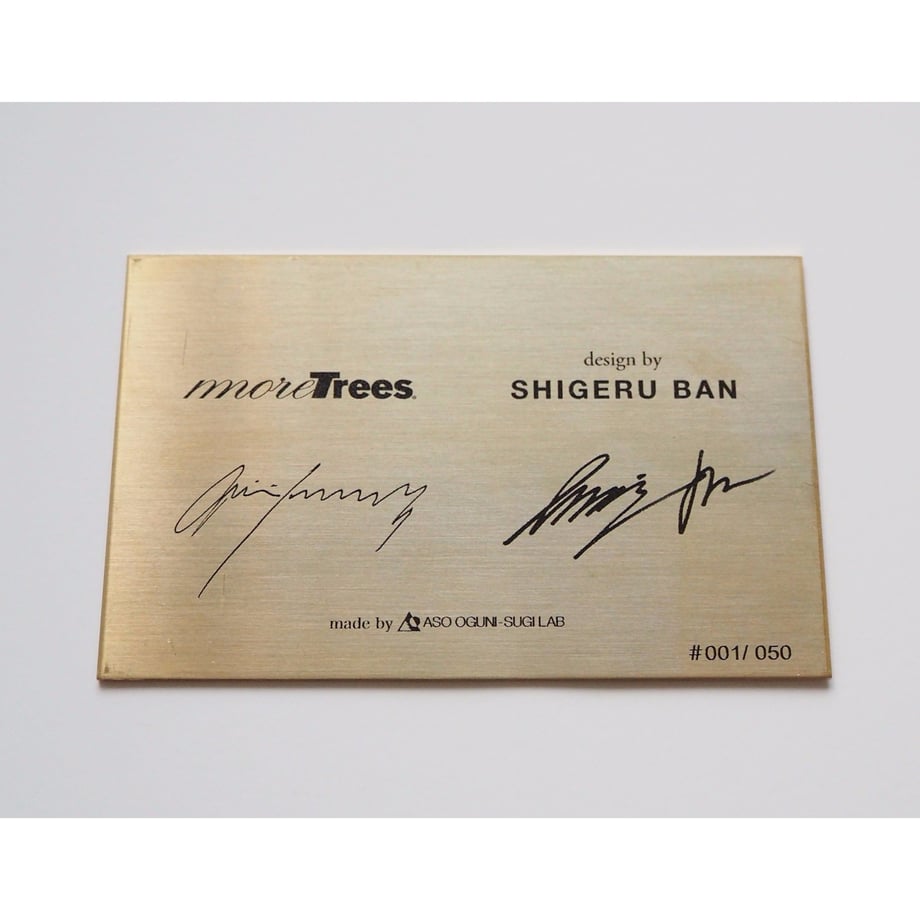 moreTrees®
design by
SHIGERU BAN
made by ASO OGUNI-SUGI LAB
#001/ 050